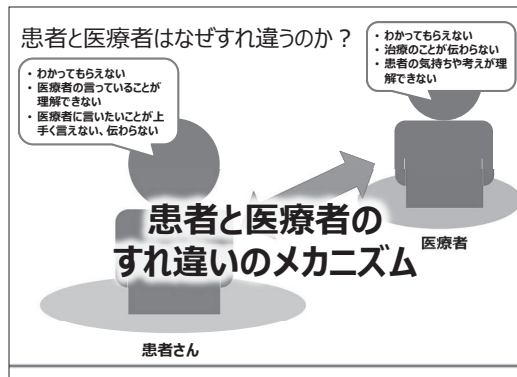 患者と医療者はなぜすれ違うのか？
・ わかってもらえない
・ 医療者の言っていることが
理解できない
・ 医療者に言いたいことが上
手く言えない、伝わらない
・ わかってもらえない
・ 治療のことが伝わらない
・ 患者の気持ちや考えが理
解できない
患者と医療者の
すれ違いのメカニズム
医療者
患者さん